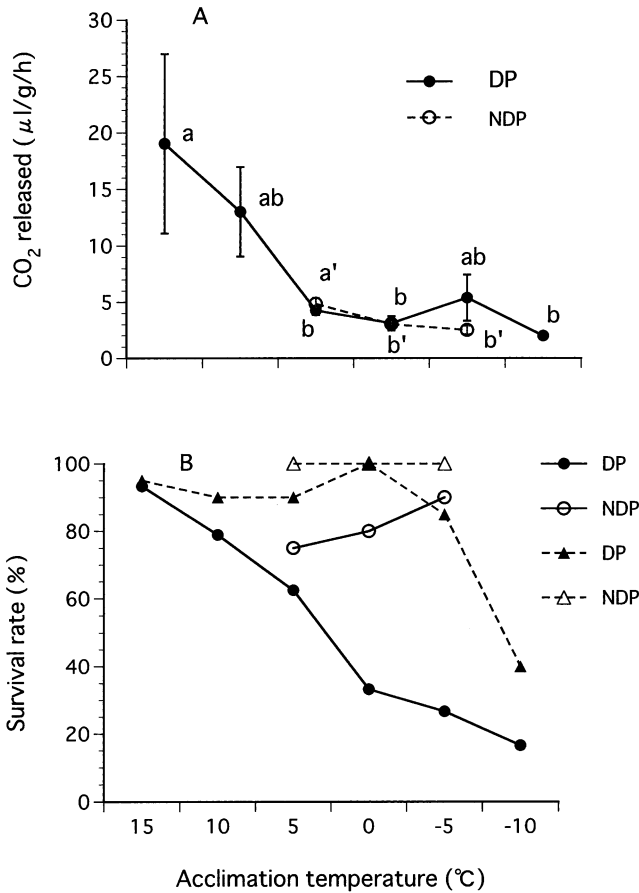 A
30
25
20
15
10
5
0
CO2 released (μl/g/h)
DP
NDP
a
ab
a'
b
b
b'
ab
b'
b
B
100
80
60
40
20
0
Survival rate (%)
DP
NDP
DP
NDP
15 10 5 0 -5 -10
Acclimation temperature (℃)